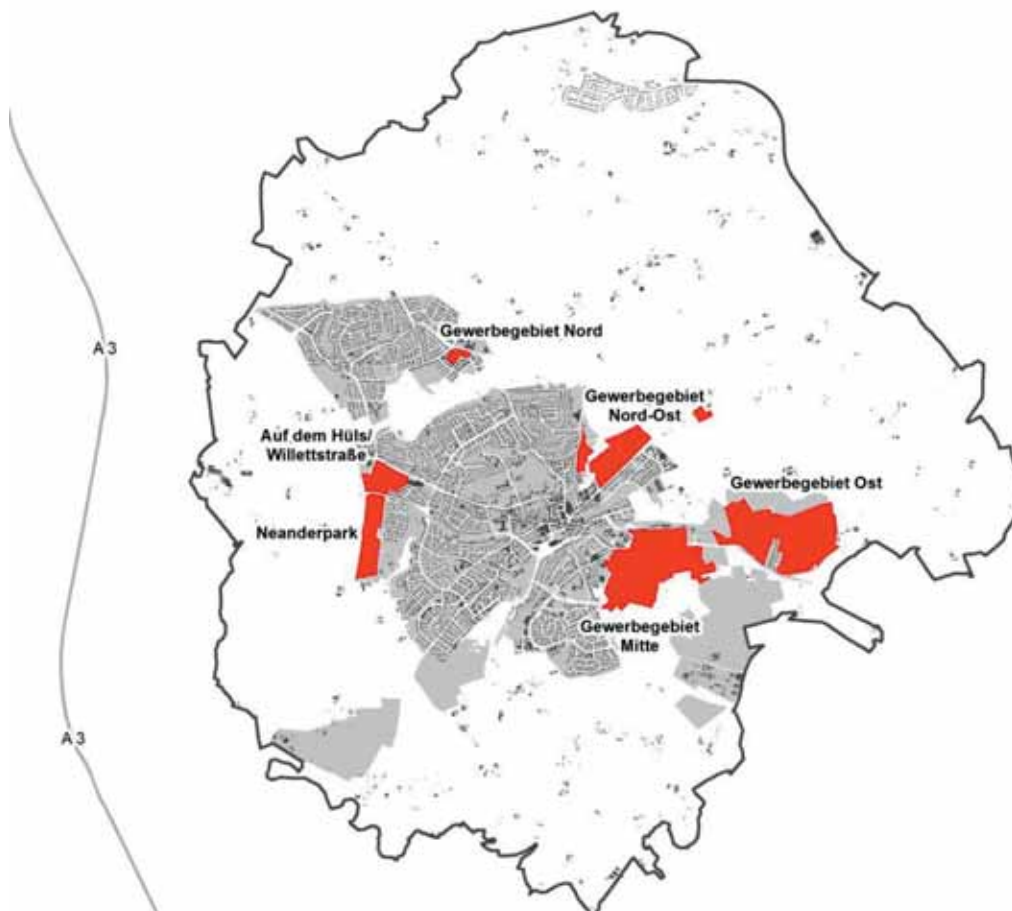 Gewerbegebiet Nord
A 3
Gewerbegebiet
Nord-Ost
Auf dem Hüls/
Willettstraße
Gewerbegebiet Ost
Neanderpark
Gewerbegebiet
Mitte
A 3